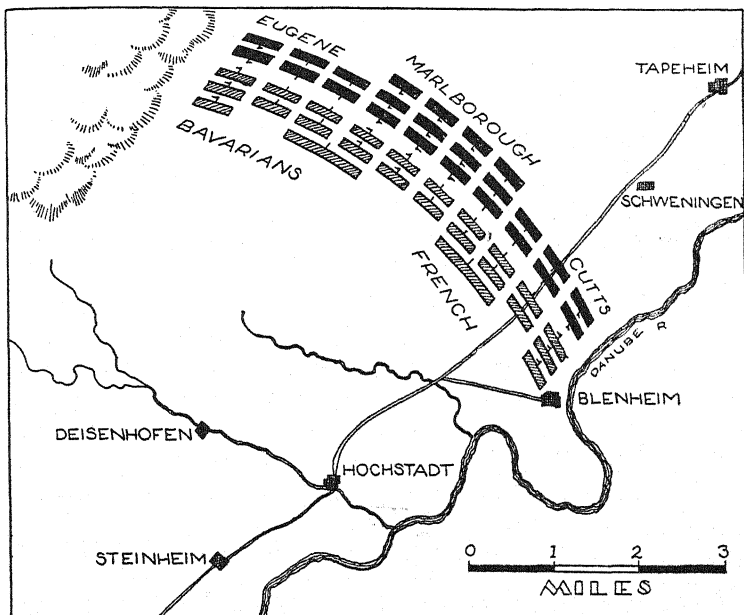 EUGENE
MARLBOROUGH
TAPEHEIM
BAVARIANS
SCHWENINGEN
FRENCH
CUTTS
DANUBE R
BLENHEIM
DEISENHOFEN
HOCHSTADT
STEINHEIM
0 1 2 3
MILES